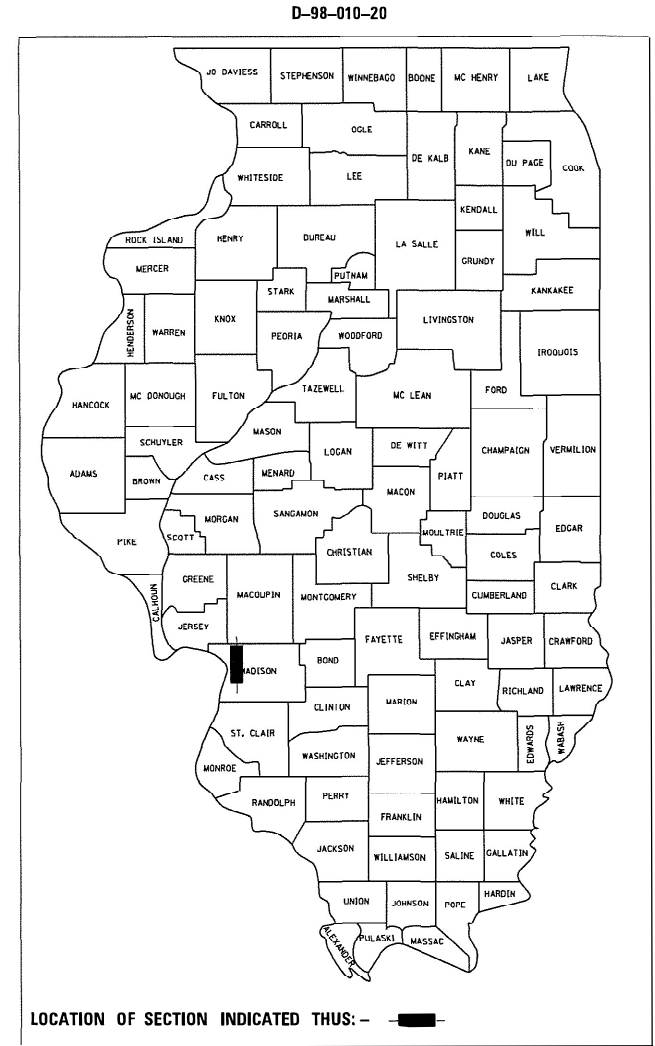 D-98-010-20
JO DAVIESS STEPHENSON WINNEBAGO BOONE MC HENRY LAKE
CARROLL OGLE
DE KALB KANE DU PAGE COOK
WHITESIDE LEE
KENDALL
ROCK ISLAND HENRY DUREAU LA SALLE WILL
MERCER PUTNAM GRUNDY
STARK MARSHALL KANKAKEE
HENDERSON WARREN KNOX PEORIA WOODFORD LIVINGSTON
IROQUOIS
HANCOCK MC DONOUGH FULTON TAZEWELL MC LEAN FORD
MASON
SCHUYLER LOGAN DE WITT CHAMPAIGN VERMILION
ADAMS BROWN CASS MENARD PIATT
MACON
PIKE SCOTT MORGAN SANGAMON MOULTRIE DOUGLAS EDGAR
CHRISTIAN COLES
CALHOUN GREENE MACOUPIN MONTGOMERY SHELBY CUMBERLAND CLARK
JERSEY FAYETTE EFFINGHAM JASPER CRAWFORD
MADISON BOND
CLAY RICHLAND LAWRENCE
CLINTON MARION
ST. CLAIR WAYNE EDWARDS WABASH
WASHINGTON JEFFERSON
MONROE
RANDOLPH PERRY HAMILTON WHITE
FRANKLIN
JACKSON WILLIAMSON SALINE GALLATIN
UNION JOHNSON POPE HARDIN
ALEXANDER PULASKI MASSAC
LOCATION OF SECTION INDICATED THUS:-